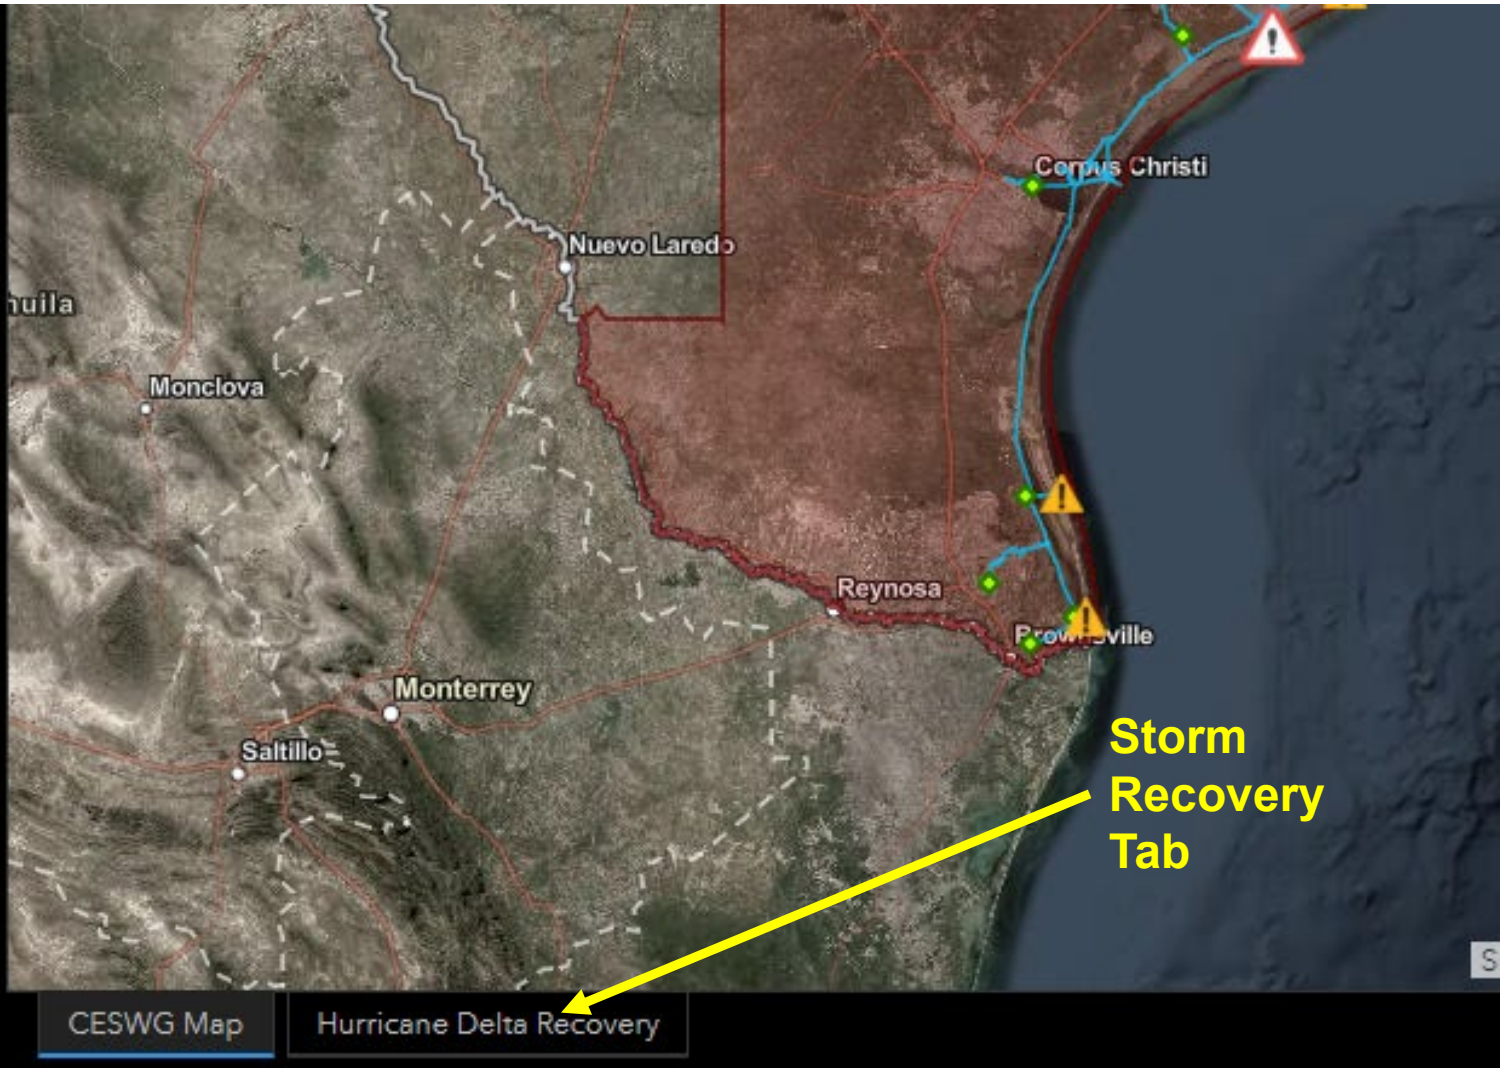 Corpus Christi
Nuevo Laredo
huila
Monclova
Reynosa
Brownsville
Monterrey
Saltillo
Storm
Recovery
Tab
S
CESWG Map
Hurricane Delta Recovery